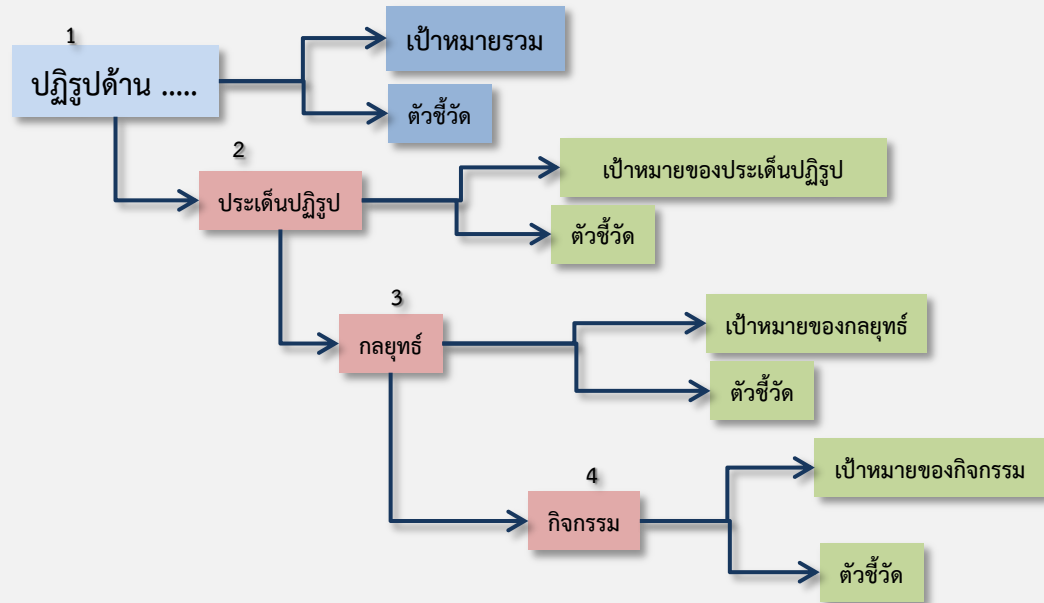 1
ปฏิรูปด้าน .....
เป้าหมายรวม
ตัวชี้วัด
2
ประเด็นปฏิรูป
เป้าหมายของประเด็นปฏิรูป
ตัวชี้วัด
3
กลยุทธ์
เป้าหมายของกลยุทธ์
ตัวชี้วัด
4
กิจกรรม
เป้าหมายของกิจกรรม
ตัวชี้วัด